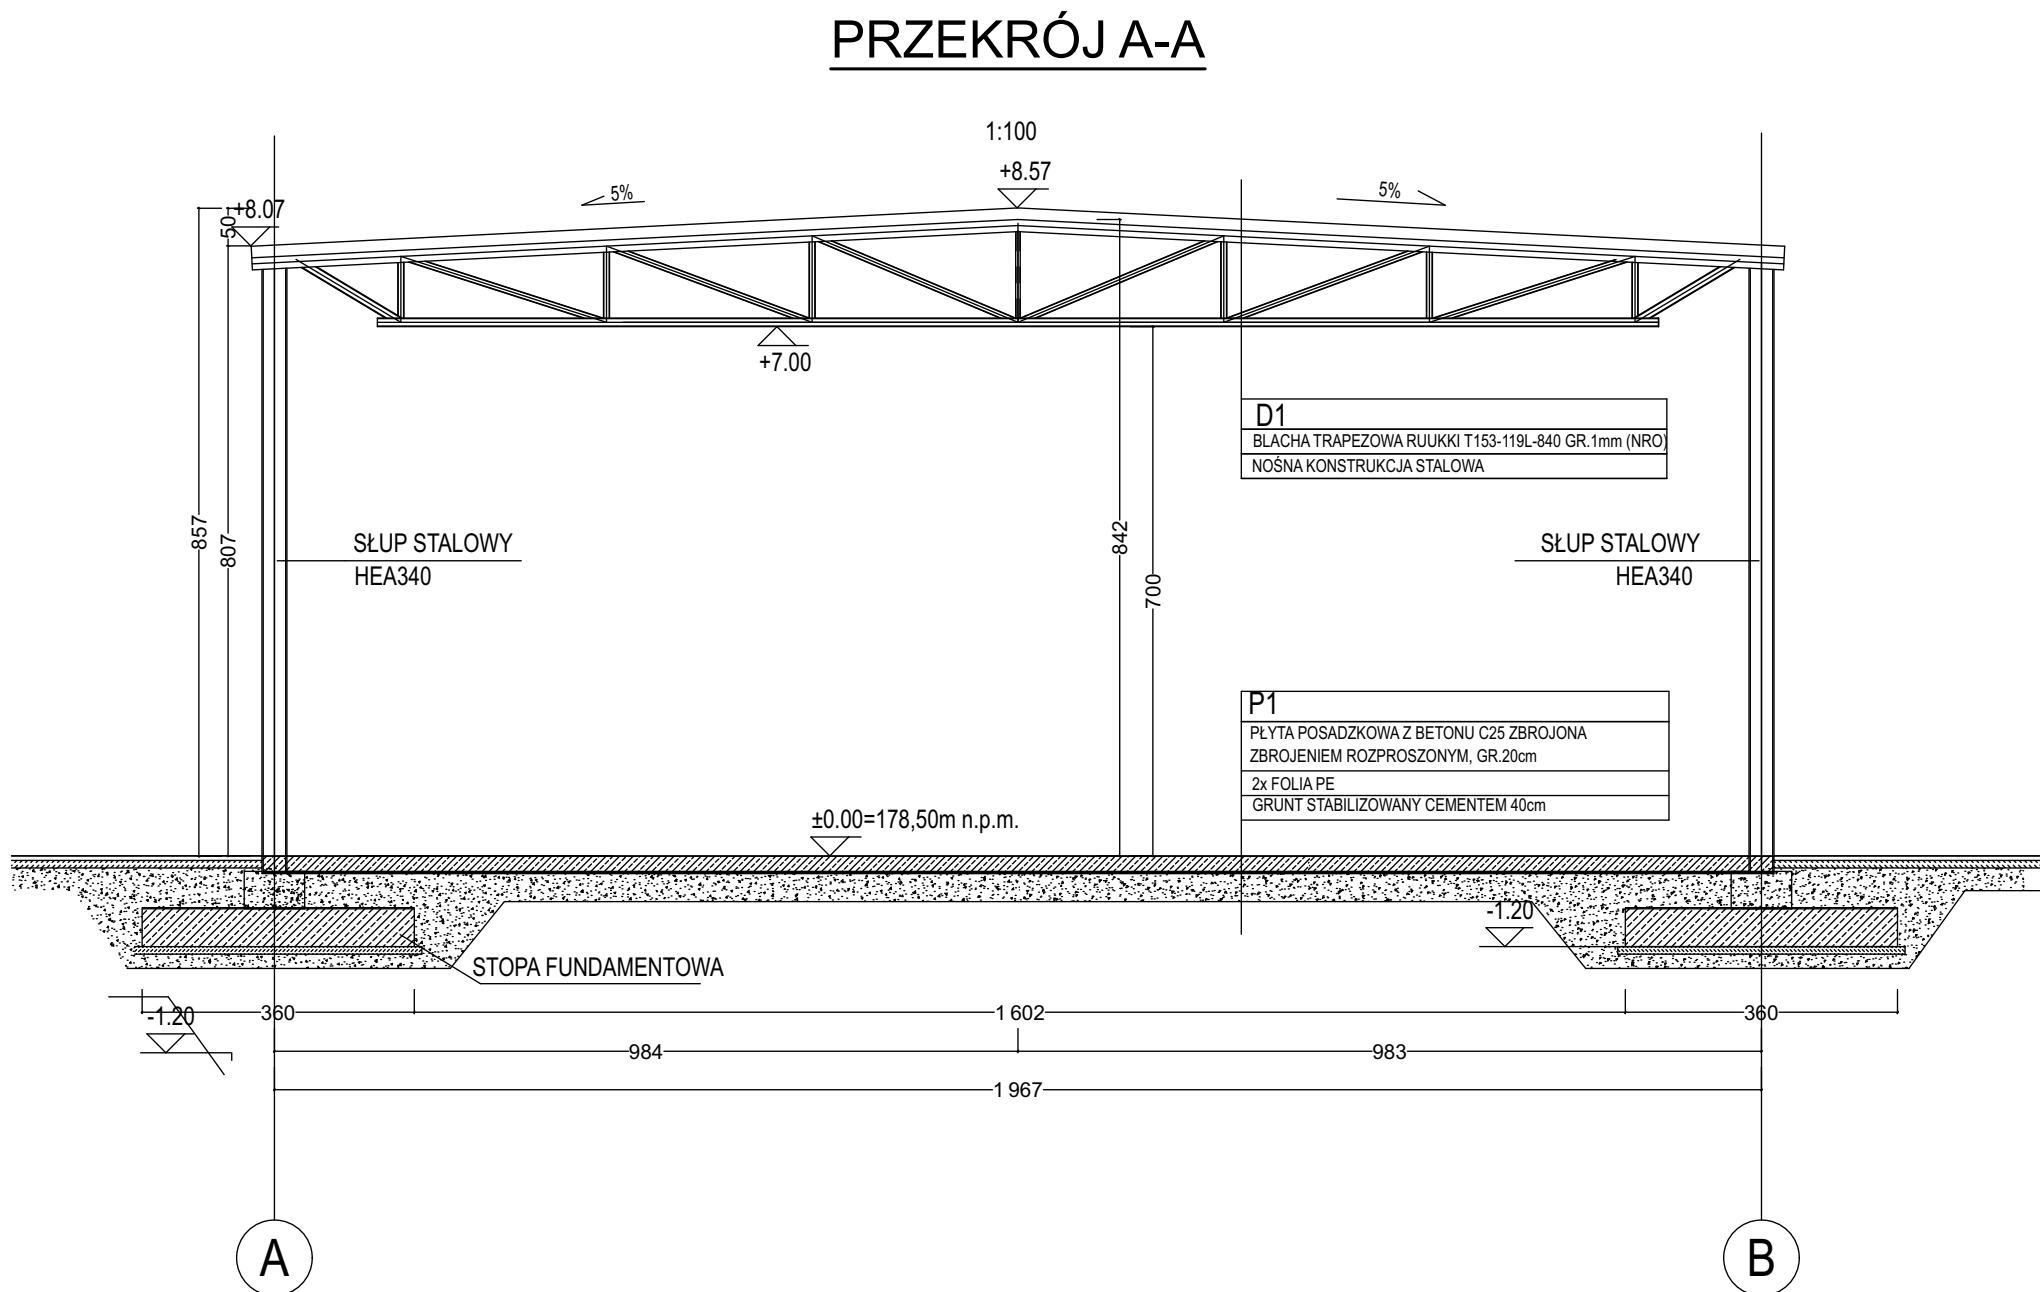 PRZEKRÓJ A-A
1:100
+8.57
5%
5%
50
+8.07
+7.00
D1
BLACHA TRAPEZOWA RUUKKI T153-119L-840 GR.1mm (NRO)
NOŚNA KONSTRUKCJA STALOWA
857
807
SŁUP STALOWY
HEA340
842
700
SŁUP STALOWY
HEA340
P1
PŁYTA POSADZKOWA Z BETONU C25 ZBROJONA
ZBROJENIEM ROZPROSZONYM, GR.20cm
2x FOLIA PE
GRUNT STABILIZOWANY CEMENTEM 40cm
±0.00=178,50m n.p.m.
-1.20
STOPA FUNDAMENTOWA
-1.20
360
1 602
360
984
983
1 967
A
B